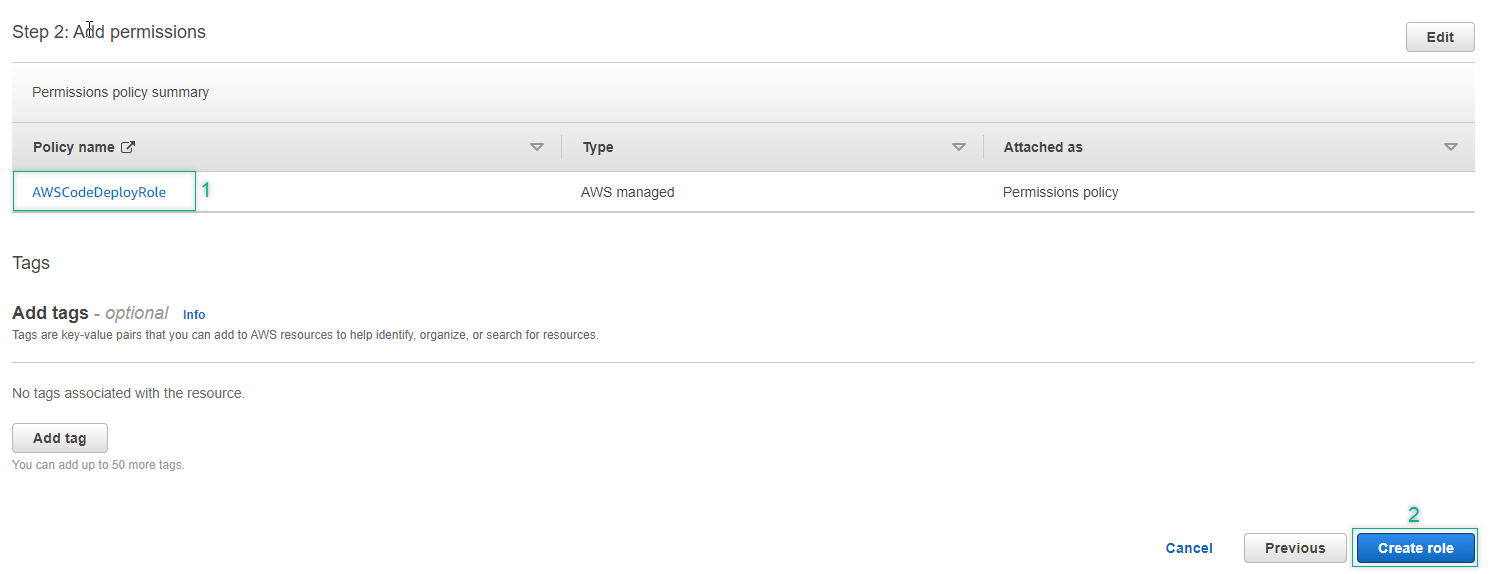 Step 2: Add permissions
Edit
Permissions policy summary
Policy name Type Attached as
AWSCodeDeployRole 1 AWS managed Permissions policy
Tags
Add tags - optional Info
Tags are key-value pairs that you can add to AWS resources to help identify, organize, or search for resources.
No tags associated with the resource.
Add tag
You can add up to 50 more tags.
2
Cancel Previous Create role